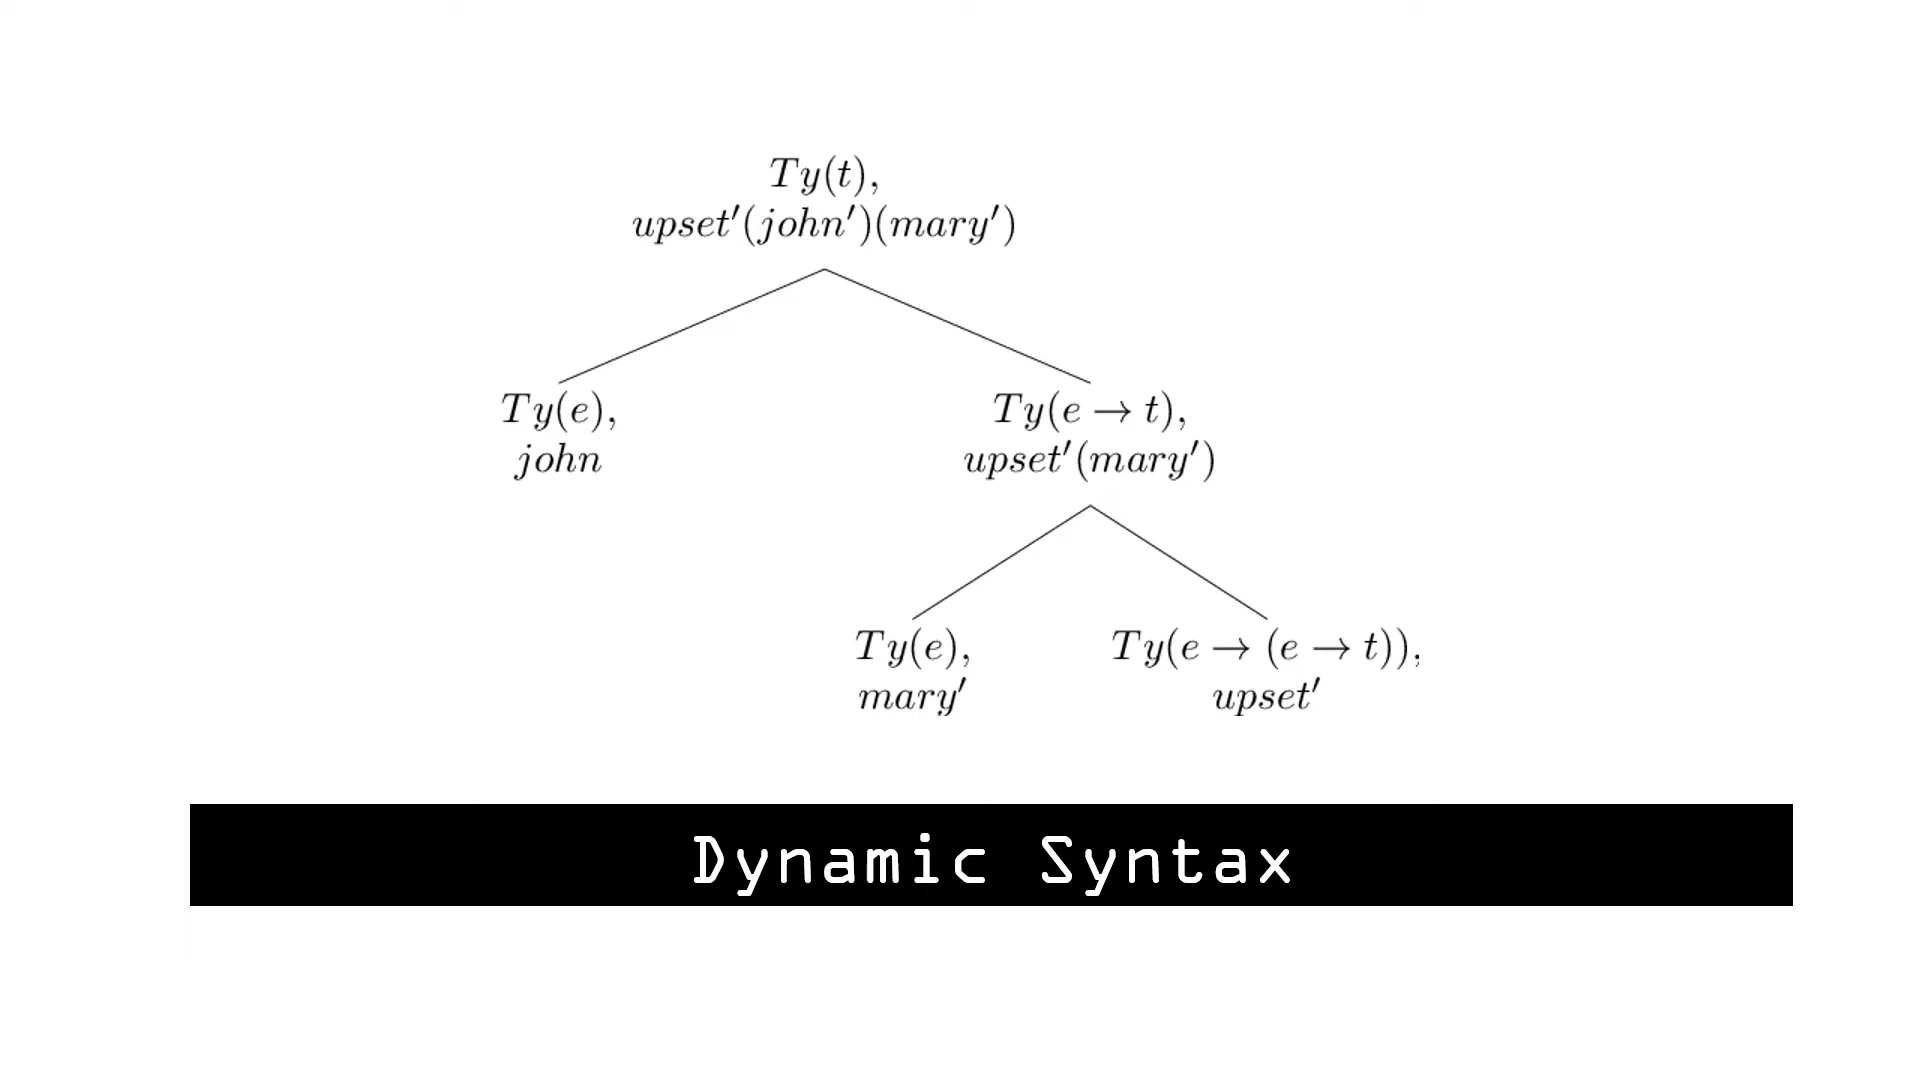 Ty(t),
upset′(john′)(mary′)
Ty(e),
john
Ty(e → t),
upset′(mary′)
Ty(e),
mary′
Ty(e → (e → t)),
upset′
Dynamic Syntax